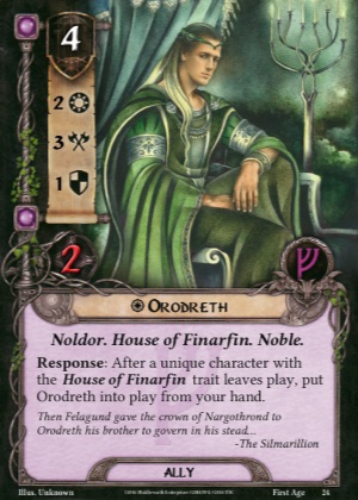 4
2
3
1
2
Orodreth
Noldor. House of Finarfin. Noble.
Response: After a unique character with
the House of Finarfin trait leaves play, put
Orodreth into play from your hand.
Then Felagund gave the crown of Nargothrond to
Orodreth his brother to govern in his stead...
-The Silmarillion
ALLY
Illus. Unknown
First Age
24